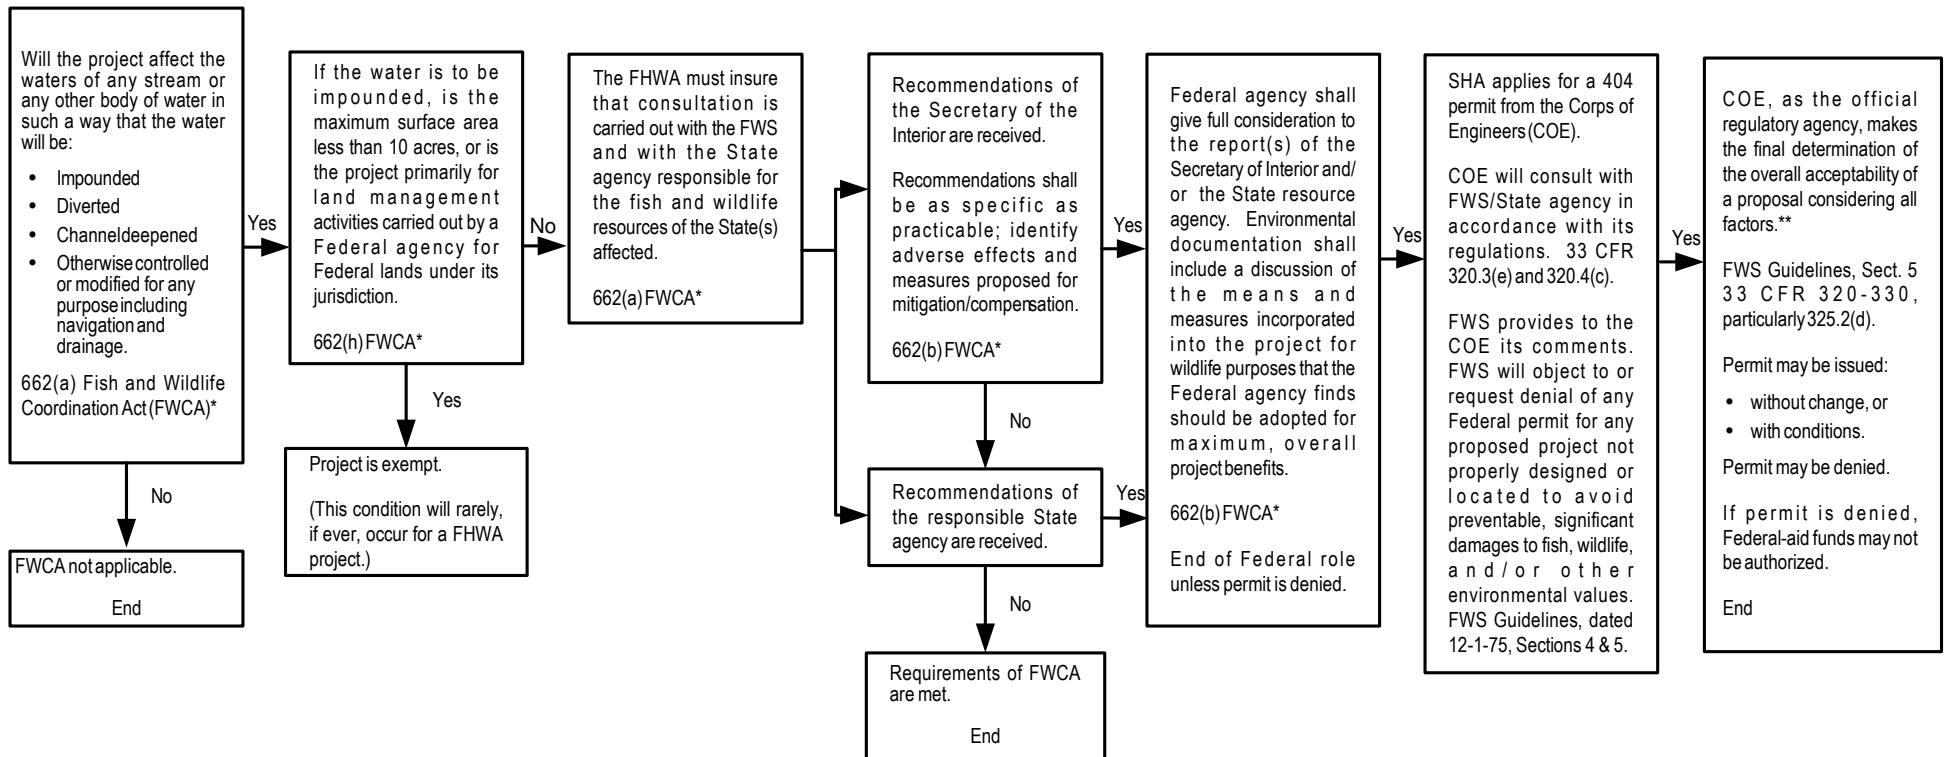 Will the project affect the
waters of any stream or
any other body of water in
such a way that the water
will be:
• Impounded
• Diverted
• Channel deepened
• Otherwise controlled
or modified for any
purpose including
navigation and
drainage.
662(a) Fish and Wildlife
Coordination Act (FWCA)*
Yes
No
FWCA not applicable.
End
If the water is to be
impounded, is the
maximum surface area
less than 10 acres, or is
the project primarily for
land management
activities carried out by a
Federal agency for
Federal lands under its
jurisdiction.
662(h) FWCA*
No
Yes
Project is exempt.
(This condition will rarely,
if ever, occur for a FHWA
project.)
The FHWA must insure
that consultation is
carried out with the FWS
and with the State
agency responsible for
the fish and wildlife
resources of the State(s)
affected.
662(a) FWCA*
Recommendations of
the Secretary of the
Interior are received.
Recommendations shall
be as specific as
practicable; identify
adverse effects and
measures proposed for
mitigation/compensation.
662(b) FWCA*
Yes
No
Recommendations of
the responsible State
agency are received.
Yes
No
Requirements of FWCA
are met.
End
Federal agency shall
give full consideration to
the report(s) of the
Secretary of Interior and/
or the State resource
agency. Environmental
documentation shall
include a discussion of
the means and
measures incorporated
into the project for
wildlife purposes that the
Federal agency finds
should be adopted for
maximum, overall
project benefits.
662(b) FWCA*
End of Federal role
unless permit is denied.
Yes
SHA applies for a 404
permit from the Corps of
Engineers (COE).
COE will consult with
FWS/State agency in
accordance with its
regulations. 33 CFR
320.3(e) and 320.4(c).
FWS provides to the
COE its comments.
FWS will object to or
request denial of any
Federal permit for any
proposed project not
properly designed or
located to avoid
preventable, significant
damages to fish, wildlife,
and/or other
environmental values.
FWS Guidelines, dated
12-1-75, Sections 4 & 5.
Yes
COE, as the official
regulatory agency, makes
the final determination of
the overall acceptability of
a proposal considering all
factors.**
FWS Guidelines, Sect. 5
33 CFR 320-330,
particularly 325.2(d).
Permit may be issued:
• without change, or
• with conditions.
Permit may be denied.
If permit is denied,
Federal-aid funds may not
be authorized.
End